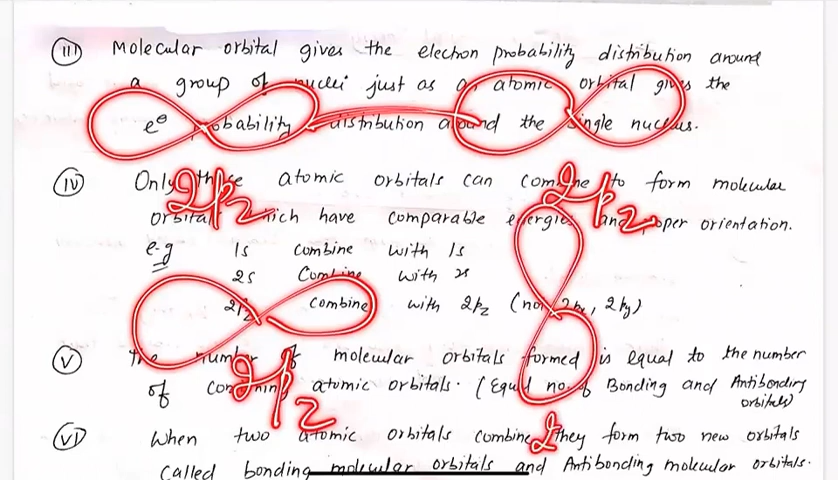 (iii) Molecular orbital gives the electron probability distribution around
a group of nuclei just as an atomic orbital gives the
e⊖ probability distribution around the single nucleus.
(iv) Only those atomic orbitals can combine to form molecular
2pz 2pz
orbital which have comparable energies and proper orientation.
e.g 1s combine with 1s
2s Combine with 2s
2pz combine with 2pz (not 2px, 2py)
(v) The number of molecular orbitals formed is equal to the number
of combining atomic orbitals. (Equal no. of Bonding and Antibonding
orbitals)
2pz
(vi) When two atomic orbitals combine they form two new orbitals
2
called bonding molecular orbitals and Antibonding molecular orbitals.